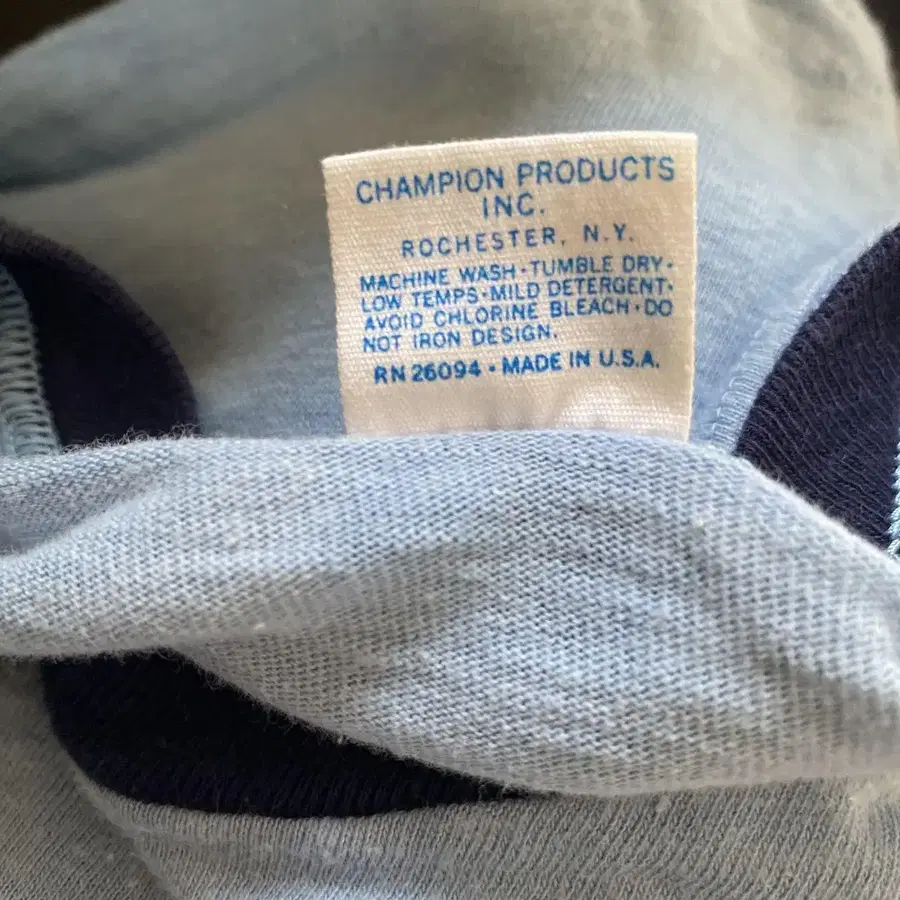 CHAMPION PRODUCTS
INC.
ROCHESTER, N.Y.
MACHINE WASH•TUMBLE DRY•
LOW TEMPS•MILD DETERGENT•
AVOID CHLORINE BLEACH•DO
NOT IRON DESIGN.
RN 26094 • MADE IN U.S.A.